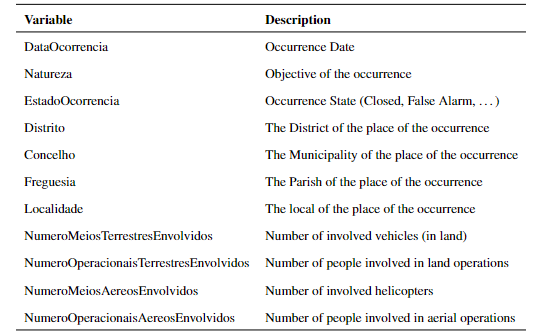 Variable Description
DataOcorrencia Occurrence Date
Natureza Objective of the occurrence
EstadoOcorrencia Occurrence State (Closed, False Alarm, ...)
Distrito The District of the place of the occurrence
Concelho The Municipality of the place of the occurrence
Freguesia The Parish of the place of the occurrence
Localidade The local of the place of the occurrence
NumeroMeiosTerrestresEnvolvidos Number of involved vehicles (in land)
NumeroOperacionaisTerrestresEnvolvidos Number of people involved in land operations
NumeroMeiosAereosEnvolvidos Number of involved helicopters
NumeroOperacionaisAereosEnvolvidos Number of people involved in aerial operations